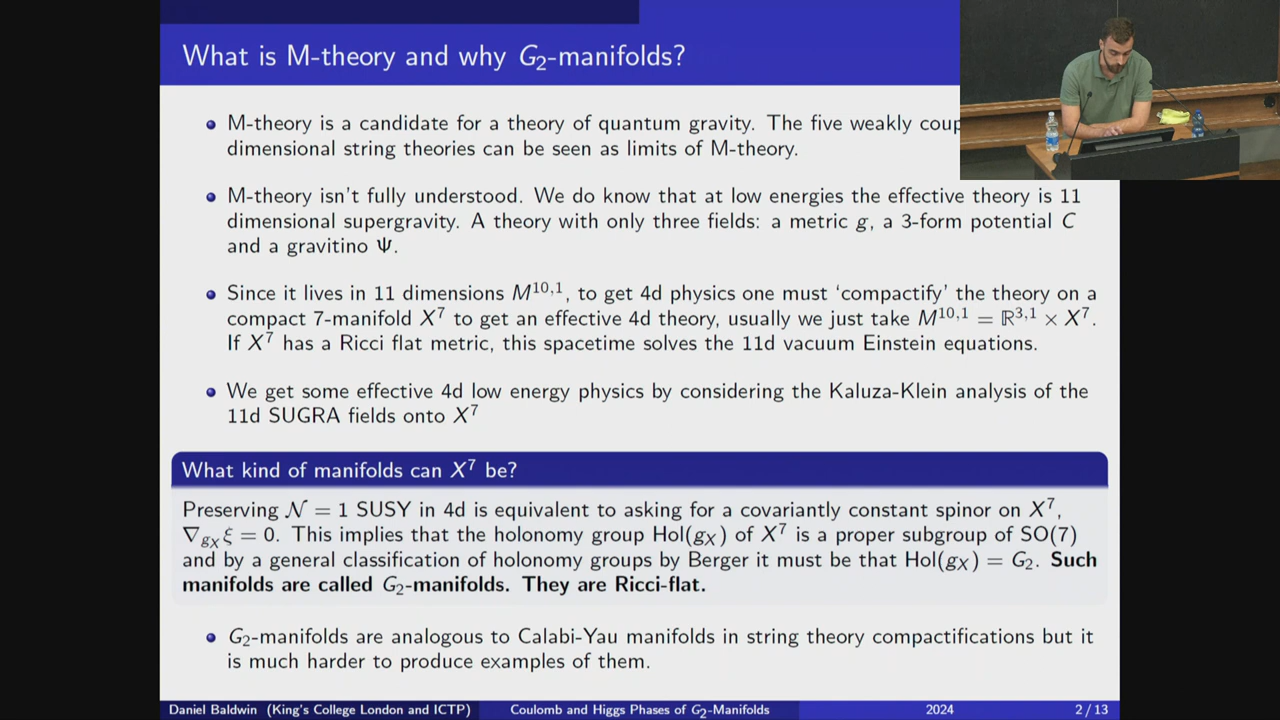 What is M-theory and why G₂-manifolds?
M-theory is a candidate for a theory of quantum gravity. The five weakly
dimensional string theories can be seen as limits of M-theory.
M-theory isn't fully understood. We do know that at low energies the effective theory is 11
dimensional supergravity. A theory with only three fields: a metric g, a 3-form potential C
and a gravitino Ψ.
Since it lives in 11 dimensions M¹⁰,¹, to get 4d physics one must 'compactify' the theory on a
compact 7-manifold X⁷ to get an effective 4d theory, usually we just take M¹⁰,¹ = ℝ³,¹ × X⁷.
If X⁷ has a Ricci flat metric, this spacetime solves the 11d vacuum Einstein equations.
We get some effective 4d low energy physics by considering the Kaluza-Klein analysis of the
11d SUGRA fields onto X⁷
What kind of manifolds can X⁷ be?
Preserving 𝒩 = 1 SUSY in 4d is equivalent to asking for a covariantly constant spinor on X⁷,
∇_{g_X} ξ = 0. This implies that the holonomy group Hol(g_X) of X⁷ is a proper subgroup of SO(7)
and by a general classification of holonomy groups by Berger it must be that Hol(g_X) = G₂. Such
manifolds are called G₂-manifolds. They are Ricci-flat.
G₂-manifolds are analogous to Calabi-Yau manifolds in string theory compactifications but it
is much harder to produce examples of them.
Daniel Baldwin (King's College London and ICTP) Coulomb and Higgs Phases of G₂-Manifolds 2024 2 / 13